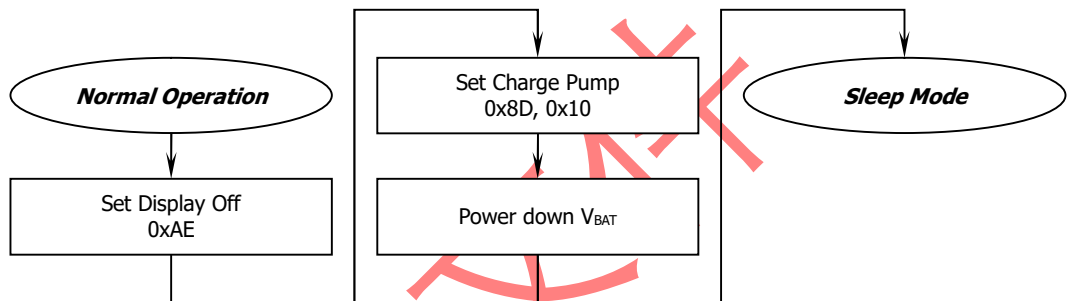 Normal Operation
Set Display Off
0xAE
Set Charge Pump
0x8D, 0x10
Power down VBAT
Sleep Mode